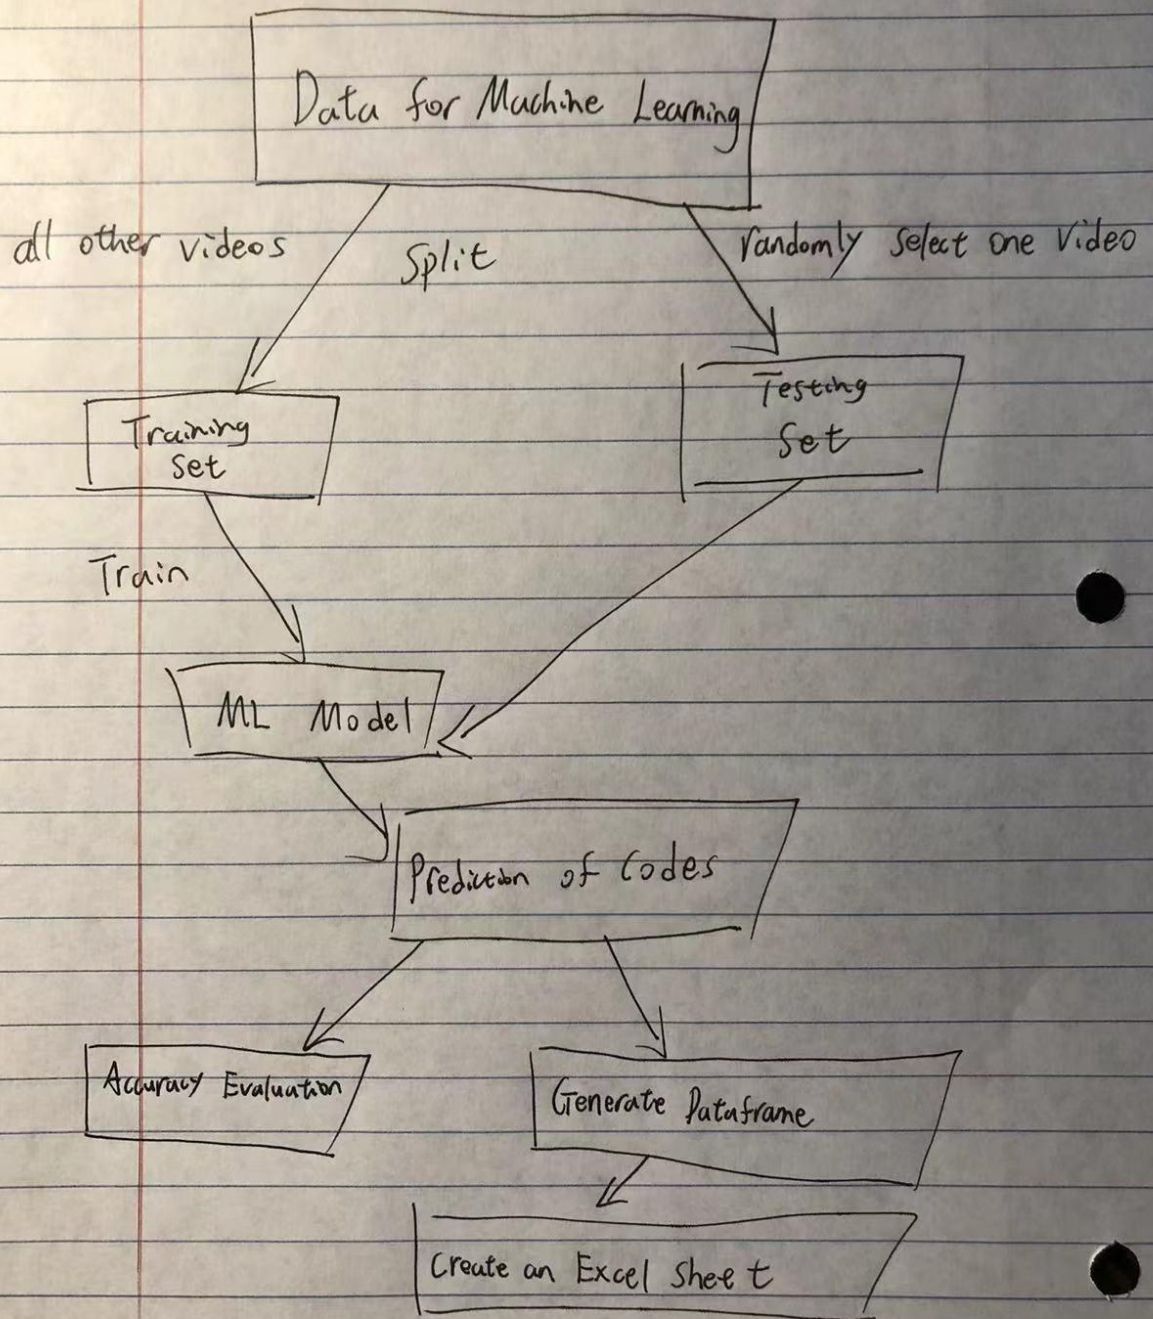 Data for Machine Learning
all other videos
Split
randomly select one video
Training
Set
Testing
Set
Train
ML Model
Prediction of Codes
Accuracy Evaluation
Generate Dataframe
Create an Excel Sheet